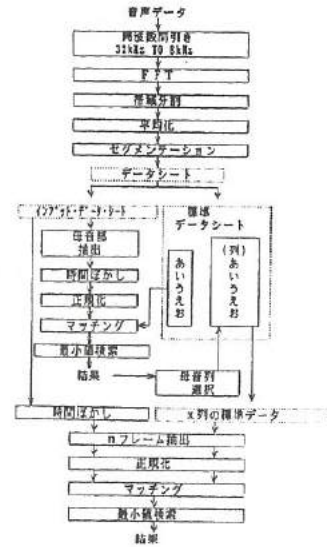 音声データ
周波数間引き
32kHz TO 8kHz
FFT
帯域分割
平均化
セグメンテーション
データシート
インプット・データ・シート
母音部
抽出
時間ぼかし
正規化
マッチング
最小値検索
結果
標準
データシート
あいうえお
(列)
あいうえお
母音列
選択
時間ぼかし
x列の標準データ
nフレーム抽出
正規化
マッチング
最小値検索
結果